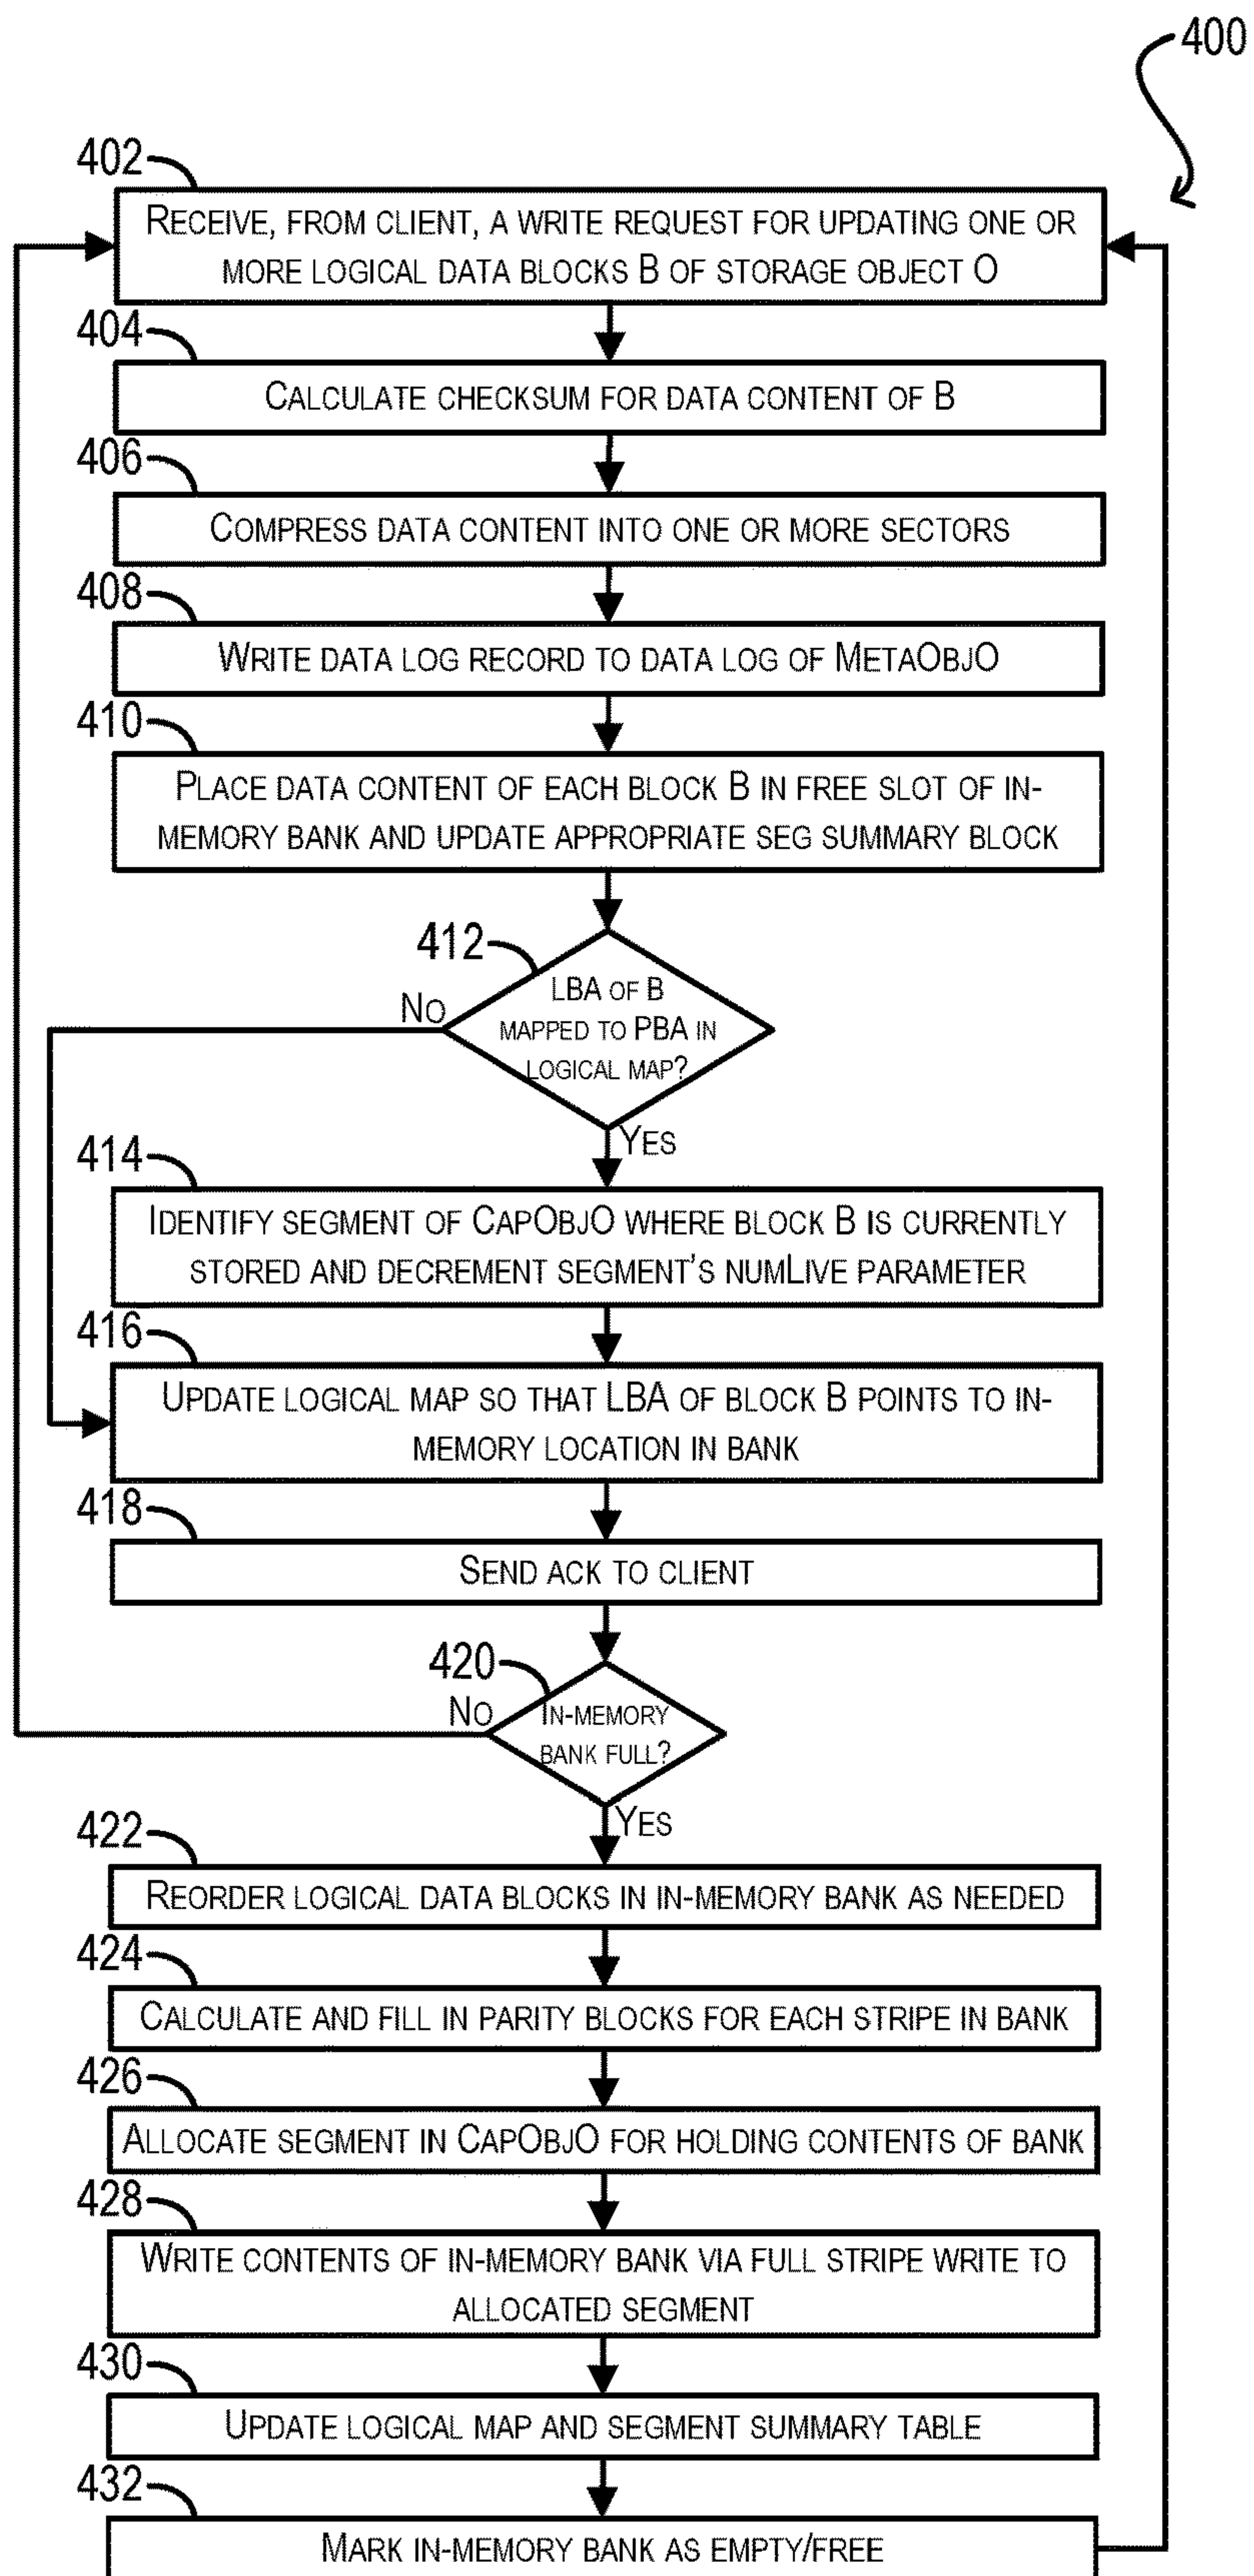 400
402
RECEIVE, FROM CLIENT, A WRITE REQUEST FOR UPDATING ONE OR
MORE LOGICAL DATA BLOCKS B OF STORAGE OBJECT O
404
CALCULATE CHECKSUM FOR DATA CONTENT OF B
406
COMPRESS DATA CONTENT INTO ONE OR MORE SECTORS
408
WRITE DATA LOG RECORD TO DATA LOG OF METAOBJO
410
PLACE DATA CONTENT OF EACH BLOCK B IN FREE SLOT OF IN-
MEMORY BANK AND UPDATE APPROPRIATE SEG SUMMARY BLOCK
412
LBA OF B
MAPPED TO PBA IN
LOGICAL MAP?
NO
YES
414
IDENTIFY SEGMENT OF CAPOBJO WHERE BLOCK B IS CURRENTLY
STORED AND DECREMENT SEGMENT'S NUMLIVE PARAMETER
416
UPDATE LOGICAL MAP SO THAT LBA OF BLOCK B POINTS TO IN-
MEMORY LOCATION IN BANK
418
SEND ACK TO CLIENT
420
NO
IN-MEMORY
BANK FULL?
YES
422
REORDER LOGICAL DATA BLOCKS IN IN-MEMORY BANK AS NEEDED
424
CALCULATE AND FILL IN PARITY BLOCKS FOR EACH STRIPE IN BANK
426
ALLOCATE SEGMENT IN CAPOBJO FOR HOLDING CONTENTS OF BANK
428
WRITE CONTENTS OF IN-MEMORY BANK VIA FULL STRIPE WRITE TO
ALLOCATED SEGMENT
430
UPDATE LOGICAL MAP AND SEGMENT SUMMARY TABLE
432
MARK IN-MEMORY BANK AS EMPTY/FREE